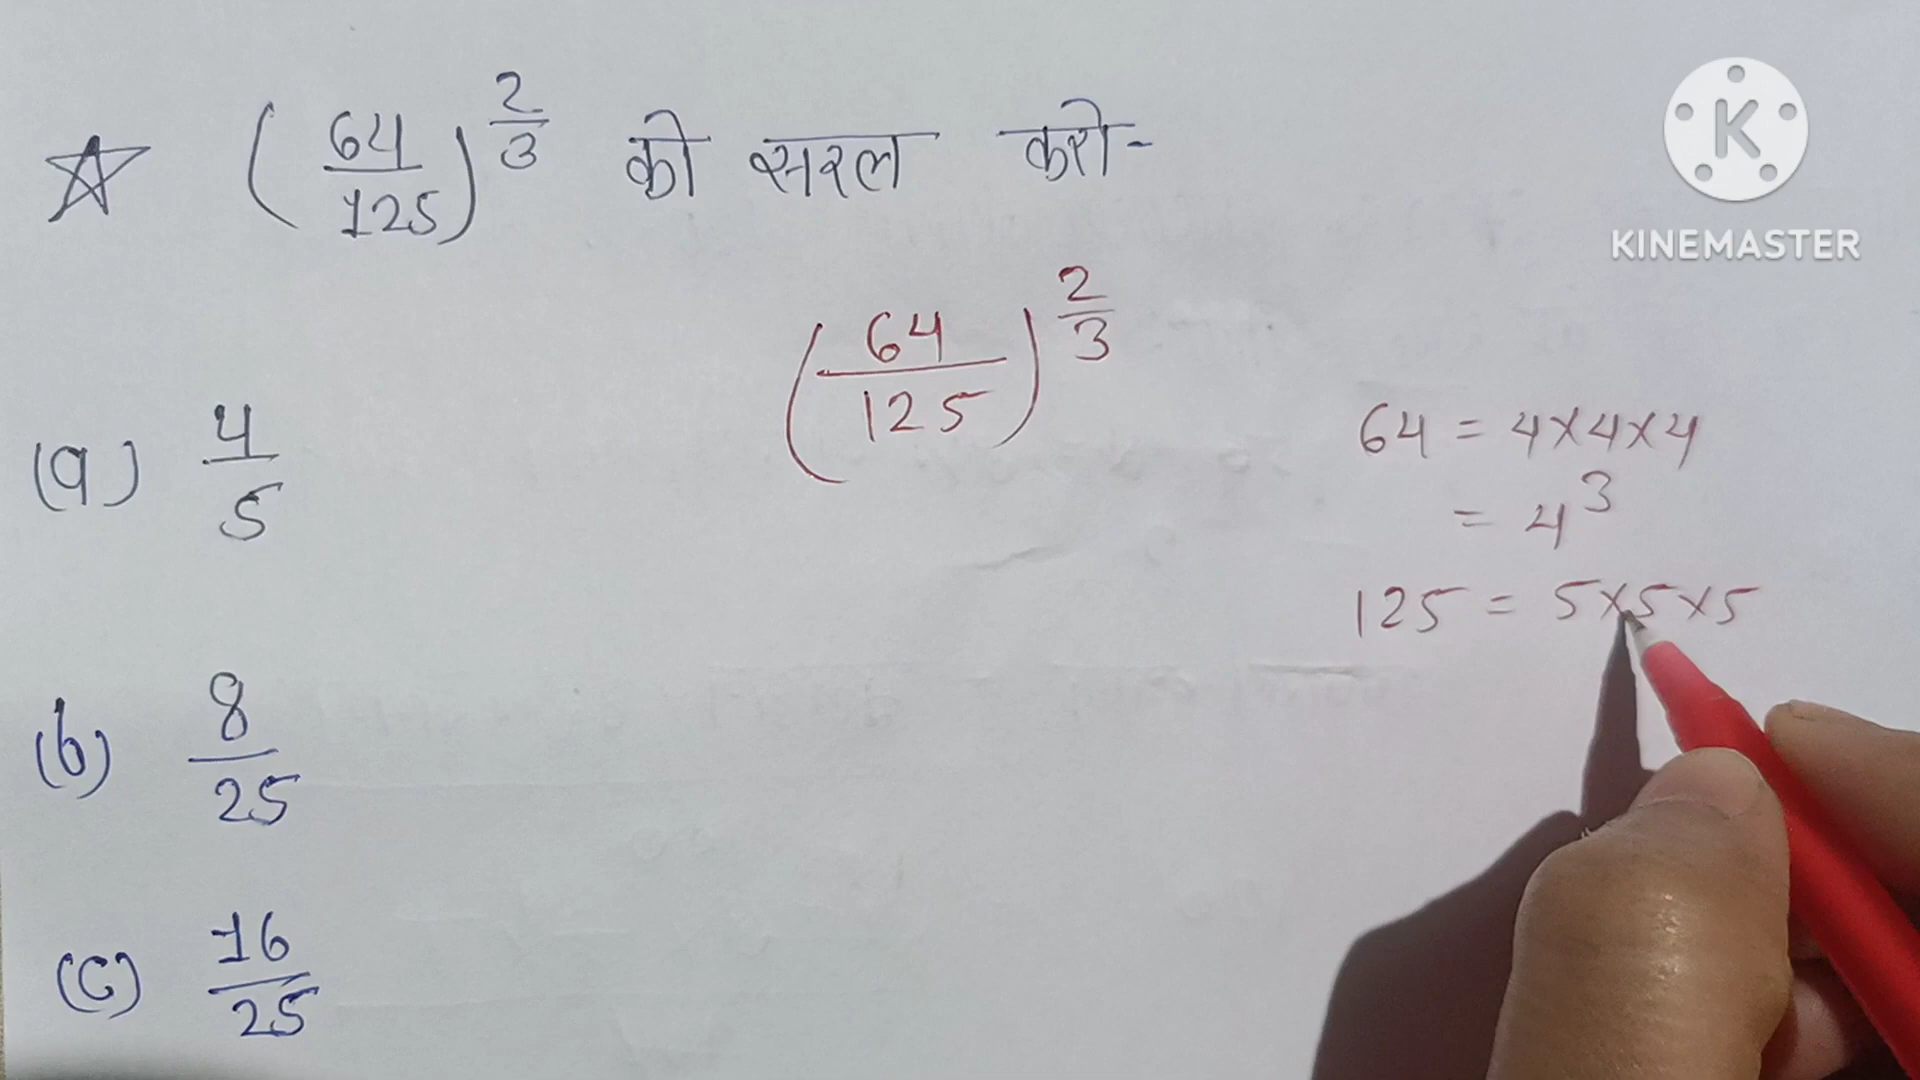 ☆ (64/125)^(2/3) को सरल करो-
(64/125)^(2/3)
(a) 4/5
(b) 8/25
(c) 16/25
64 = 4×4×4
= 4³
125 = 5×5×5
KINEMASTER